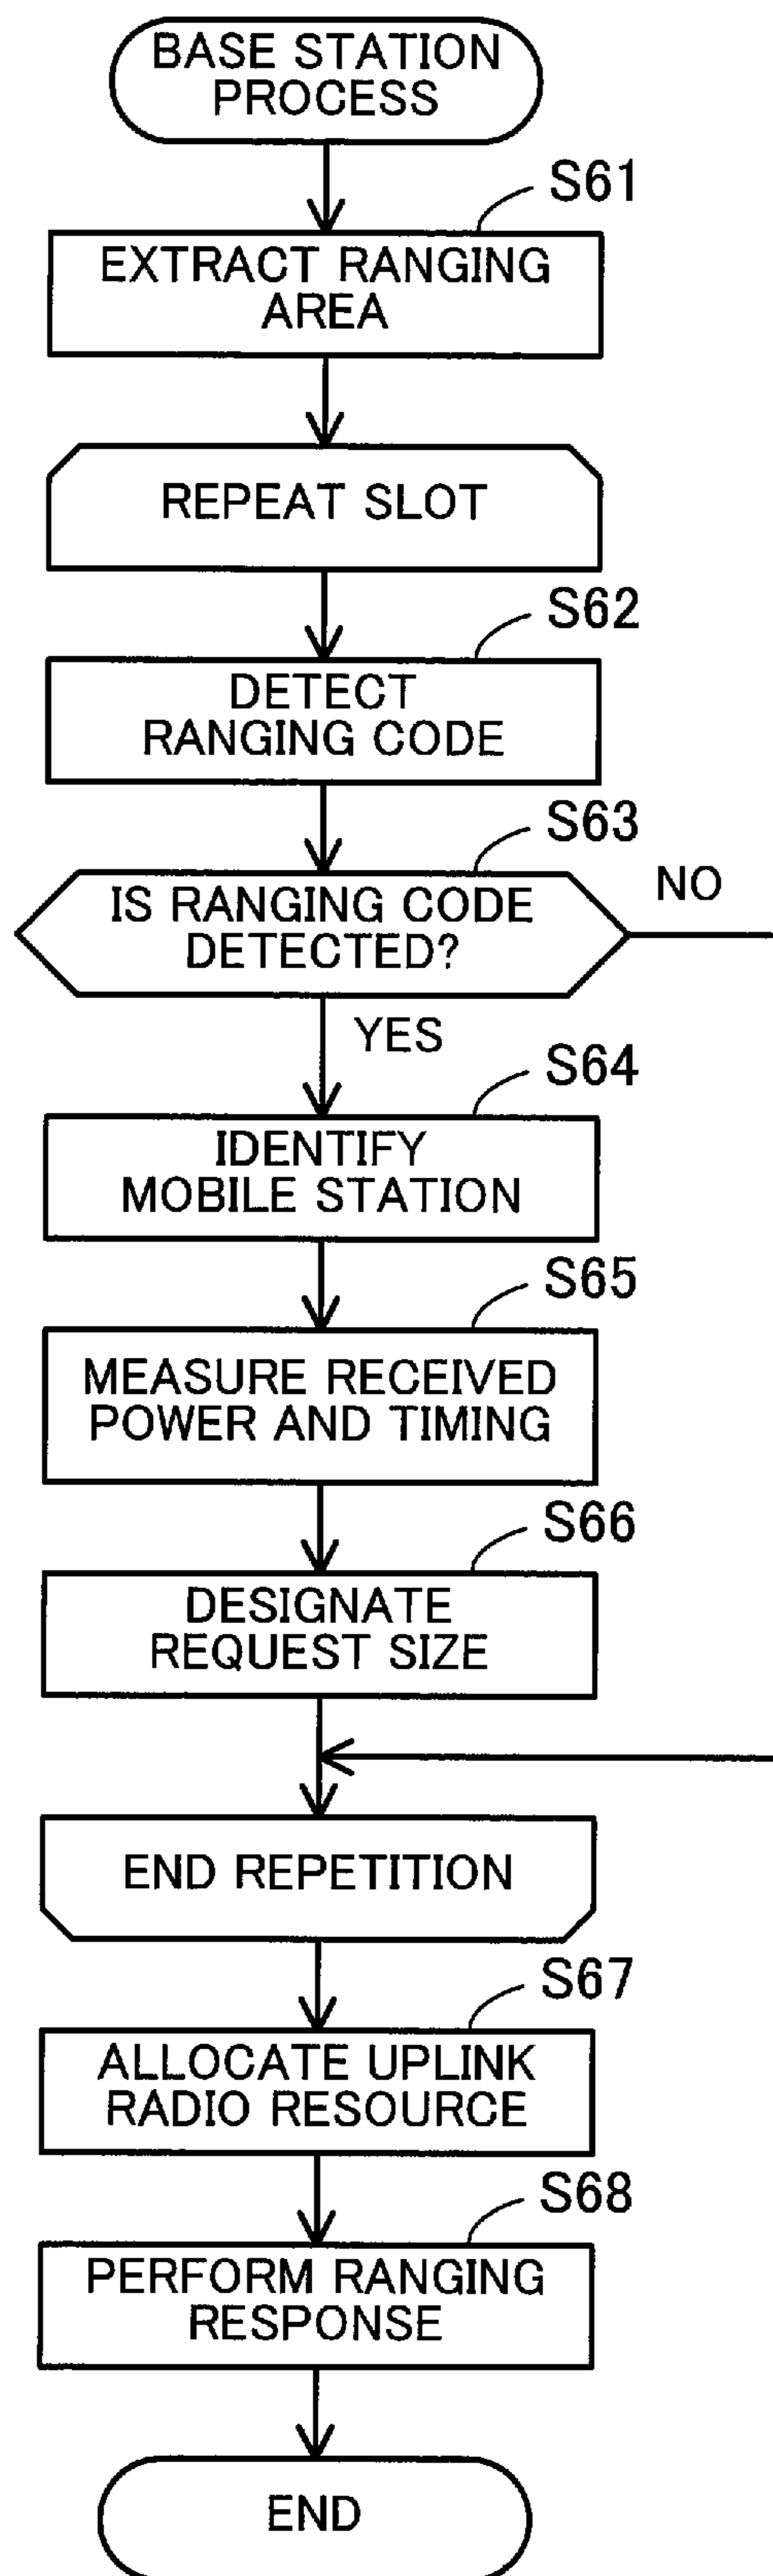 BASE STATION
PROCESS
S61
EXTRACT RANGING
AREA
REPEAT SLOT
S62
DETECT
RANGING CODE
S63
IS RANGING CODE
DETECTED?
NO
YES
S64
IDENTIFY
MOBILE STATION
S65
MEASURE RECEIVED
POWER AND TIMING
S66
DESIGNATE
REQUEST SIZE
END REPETITION
S67
ALLOCATE UPLINK
RADIO RESOURCE
S68
PERFORM RANGING
RESPONSE
END